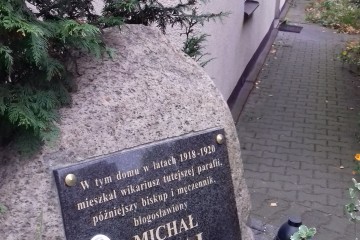 W tym domu w latach 1918-1920
mieszkał wikariusz tutejszej parafii,
późniejszy biskup i męczennik,
błogosławiony
MICHAŁ